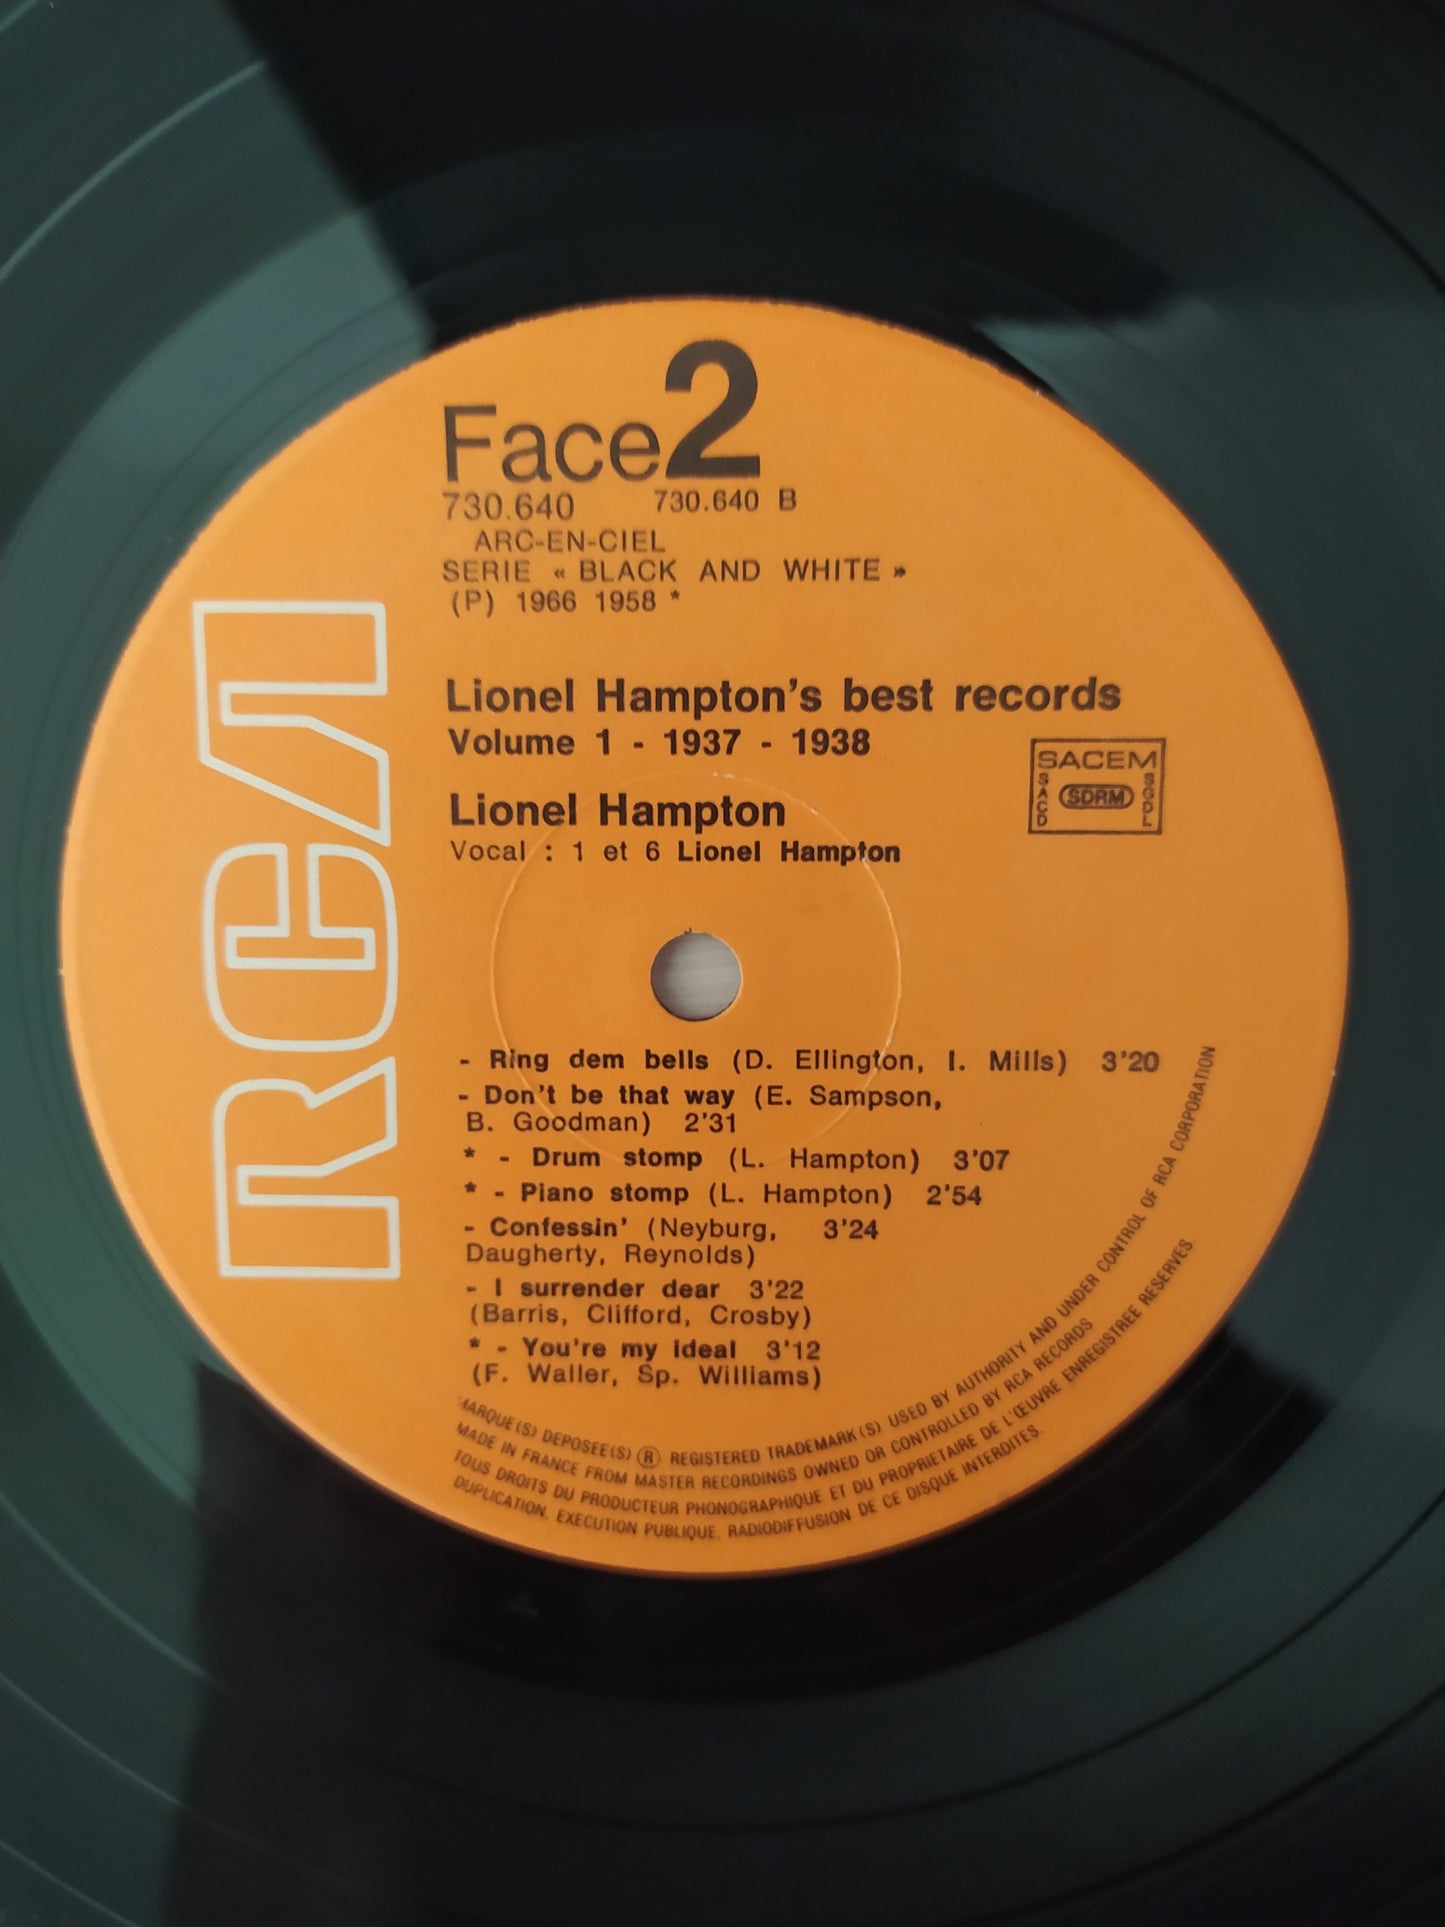 Face 2
730.640 730.640 B
ARC-EN-CIEL
SERIE « BLACK AND WHITE »
(P) 1966 1958 *
RCA
Lionel Hampton's best records
Volume 1 - 1937 - 1938
SACEM
SACD SDRM SGDL
Lionel Hampton
Vocal : 1 et 6 Lionel Hampton
- Ring dem bells (D. Ellington, I. Mills) 3'20
- Don't be that way (E. Sampson,
B. Goodman) 2'31
* - Drum stomp (L. Hampton) 3'07
* - Piano stomp (L. Hampton) 2'54
- Confessin' (Neyburg, 3'24
Daugherty, Reynolds)
- I surrender dear 3'22
(Barris, Clifford, Crosby)
* - You're my ideal 3'12
(F. Waller, Sp. Williams)
MARQUE(S) DEPOSEE(S) ® REGISTERED TRADEMARK(S) USED BY AUTHORITY AND UNDER CONTROL OF RCA CORPORATION
MADE IN FRANCE FROM MASTER RECORDINGS OWNED OR CONTROLLED BY RCA RECORDS
TOUS DROITS DU PRODUCTEUR PHONOGRAPHIQUE ET DU PROPRIETAIRE DE L'ŒUVRE ENREGISTREE RESERVES.
DUPLICATION, EXECUTION PUBLIQUE, RADIODIFFUSION DE CE DISQUE INTERDITES.